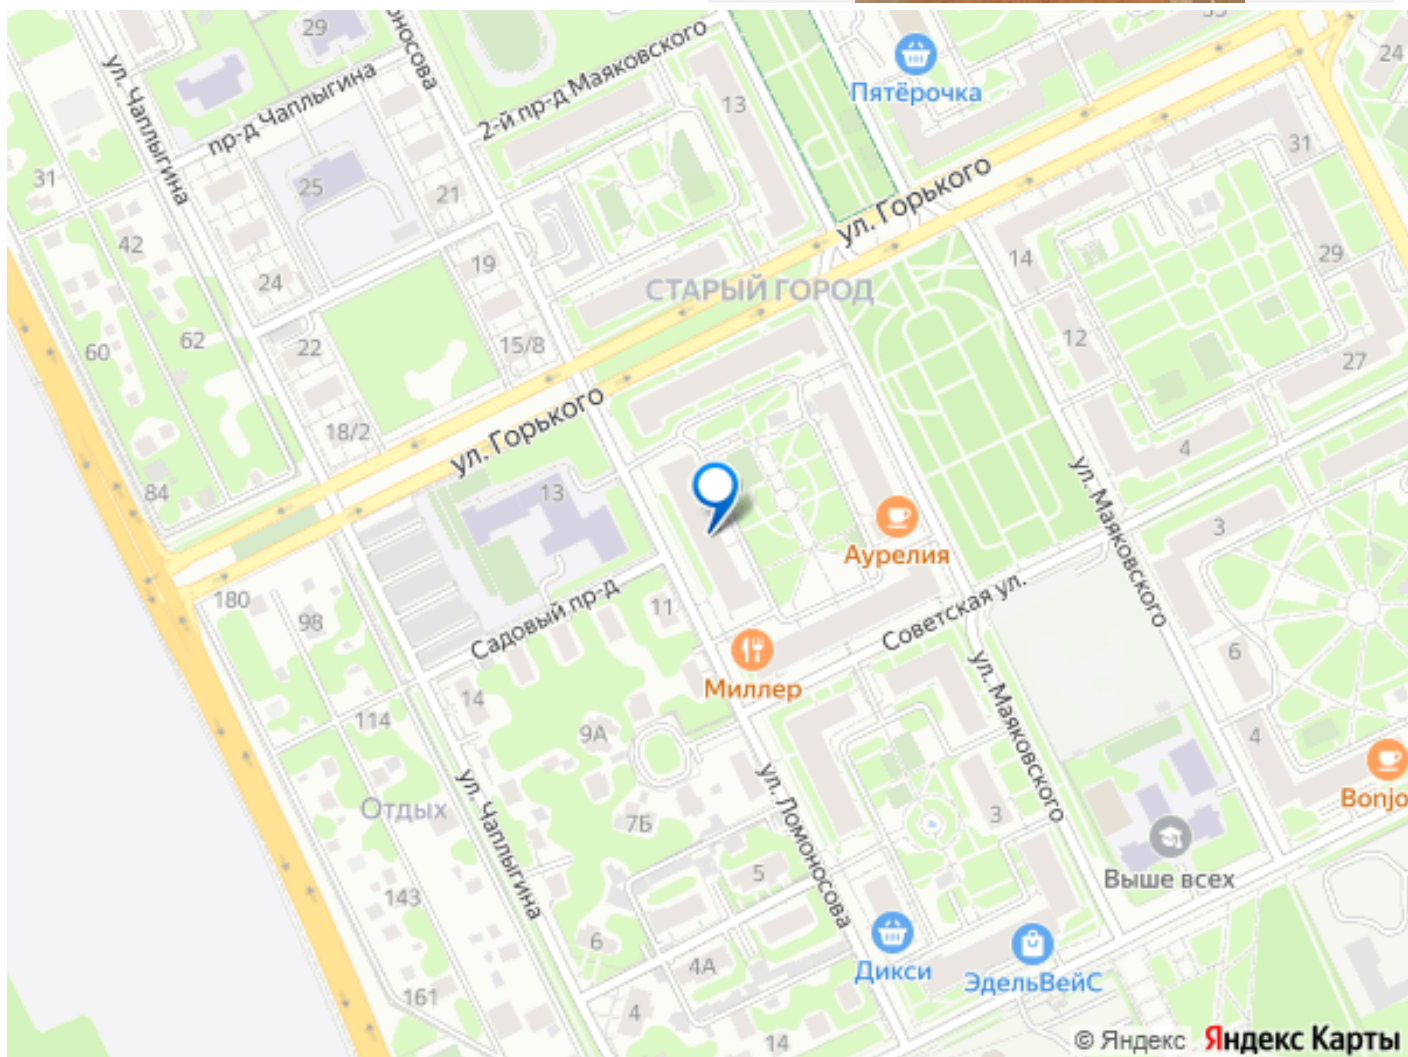 29
ул. Чаплыгина
пр-д Чаплыгина
2-й пр-д Маяковского
Пятёрочка
24
13
31
31
25
21
ул. Горького
42
19
14
29
24
СТАРЫЙ ГОРОД
60
62
22
15/8
12
27
18/2
ул. Горького
4
84
13
ул. Маяковского
3
Аурелия
180
98
Садовый пр-д
11
Советская ул.
6
Миллер
14
114
9А
ул. Маяковского
4
Отдых
ул. Чаплыгина
7Б
ул. Ломоносова
3
Bonjo
5
Выше всех
143
6
4А
Дикси
ЭдельВейС
161
4
14
© Яндекс Яндекс Карты